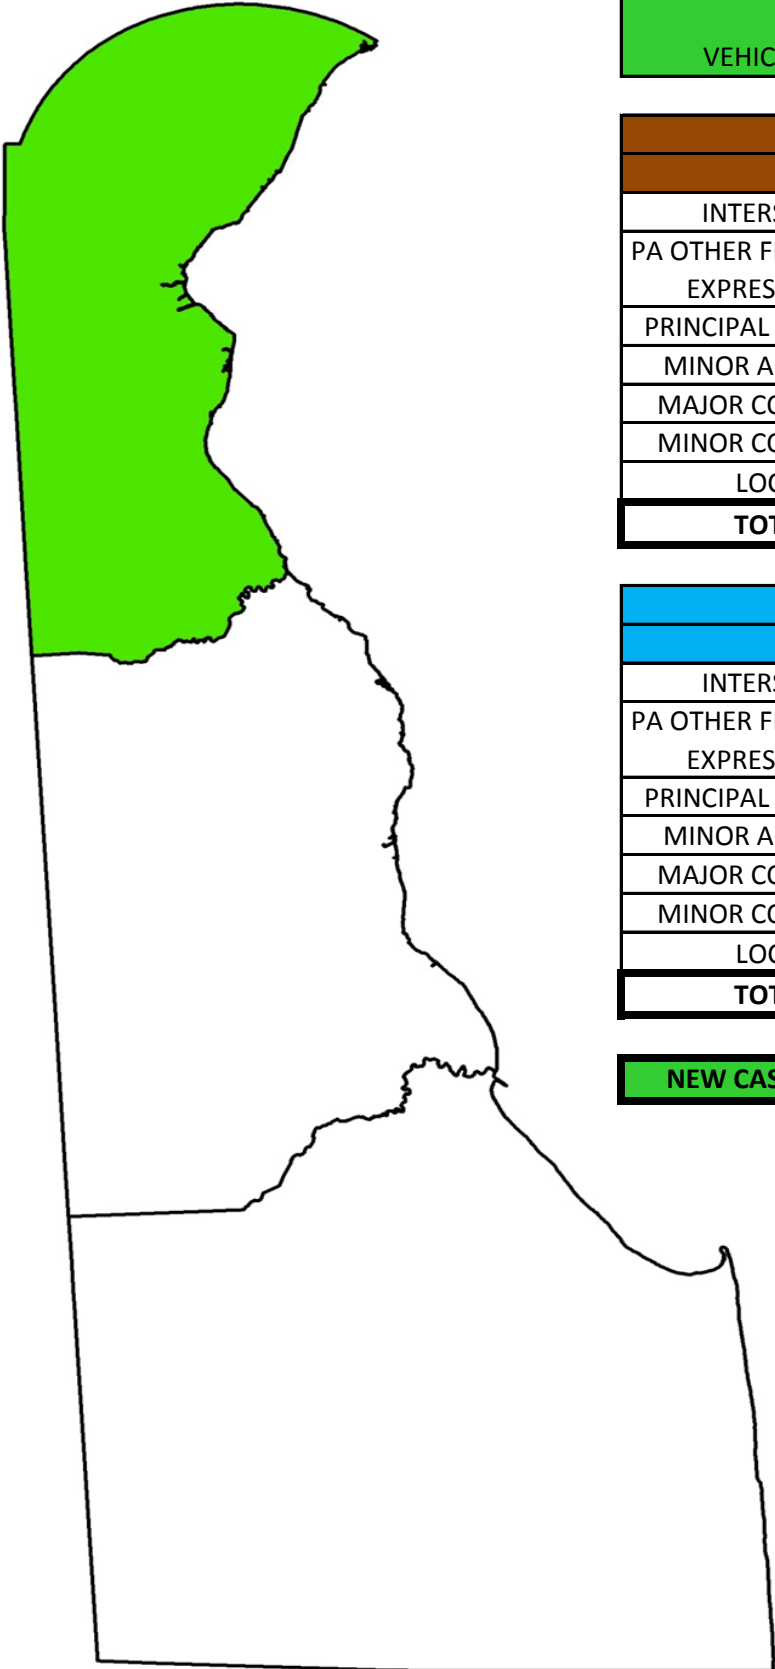 VEHIC
INTERS
PA OTHER F
EXPRES
PRINCIPAL
MINOR A
MAJOR CO
MINOR CO
LOC
TOT
INTERS
PA OTHER F
EXPRES
PRINCIPAL
MINOR A
MAJOR CO
MINOR CO
LOC
TOT
NEW CAS